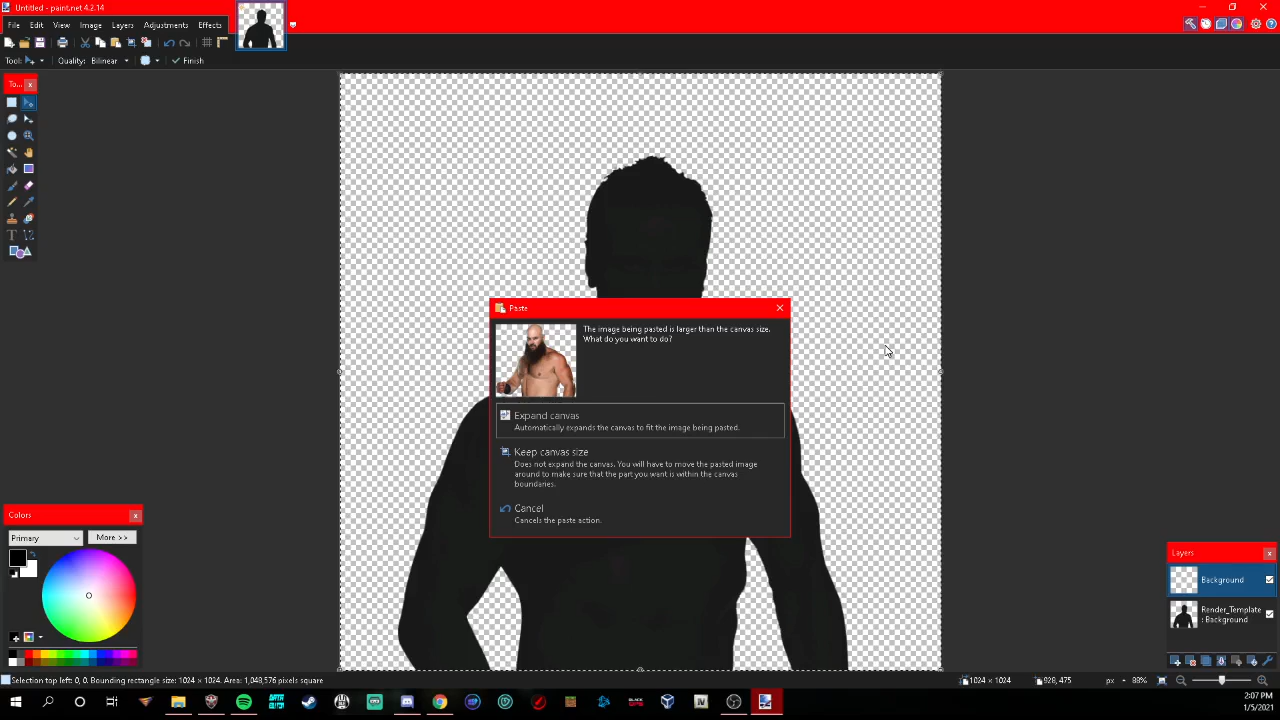 Untitled - paint.net 4.2.14
File Edit View Image Layers Adjustments Effects
Tool: Quality: Bilinear Finish
To...
Paste
The image being pasted is larger than the canvas size.
What do you want to do?
Expand canvas
Automatically expands the canvas to fit the image being pasted.
Keep canvas size
Does not expand the canvas. You will have to move the pasted image
around to make sure that the part you want is within the canvas
boundaries.
Cancel
Cancels the paste action.
Colors
Primary More >>
Layers
Background
Render_Template
: Background
Selection top left: 0, 0. Bounding rectangle size: 1024 × 1024. Area: 1,048,576 pixels square 1024 × 1024 928, 475 px 88%
2:07 PM
1/5/2021